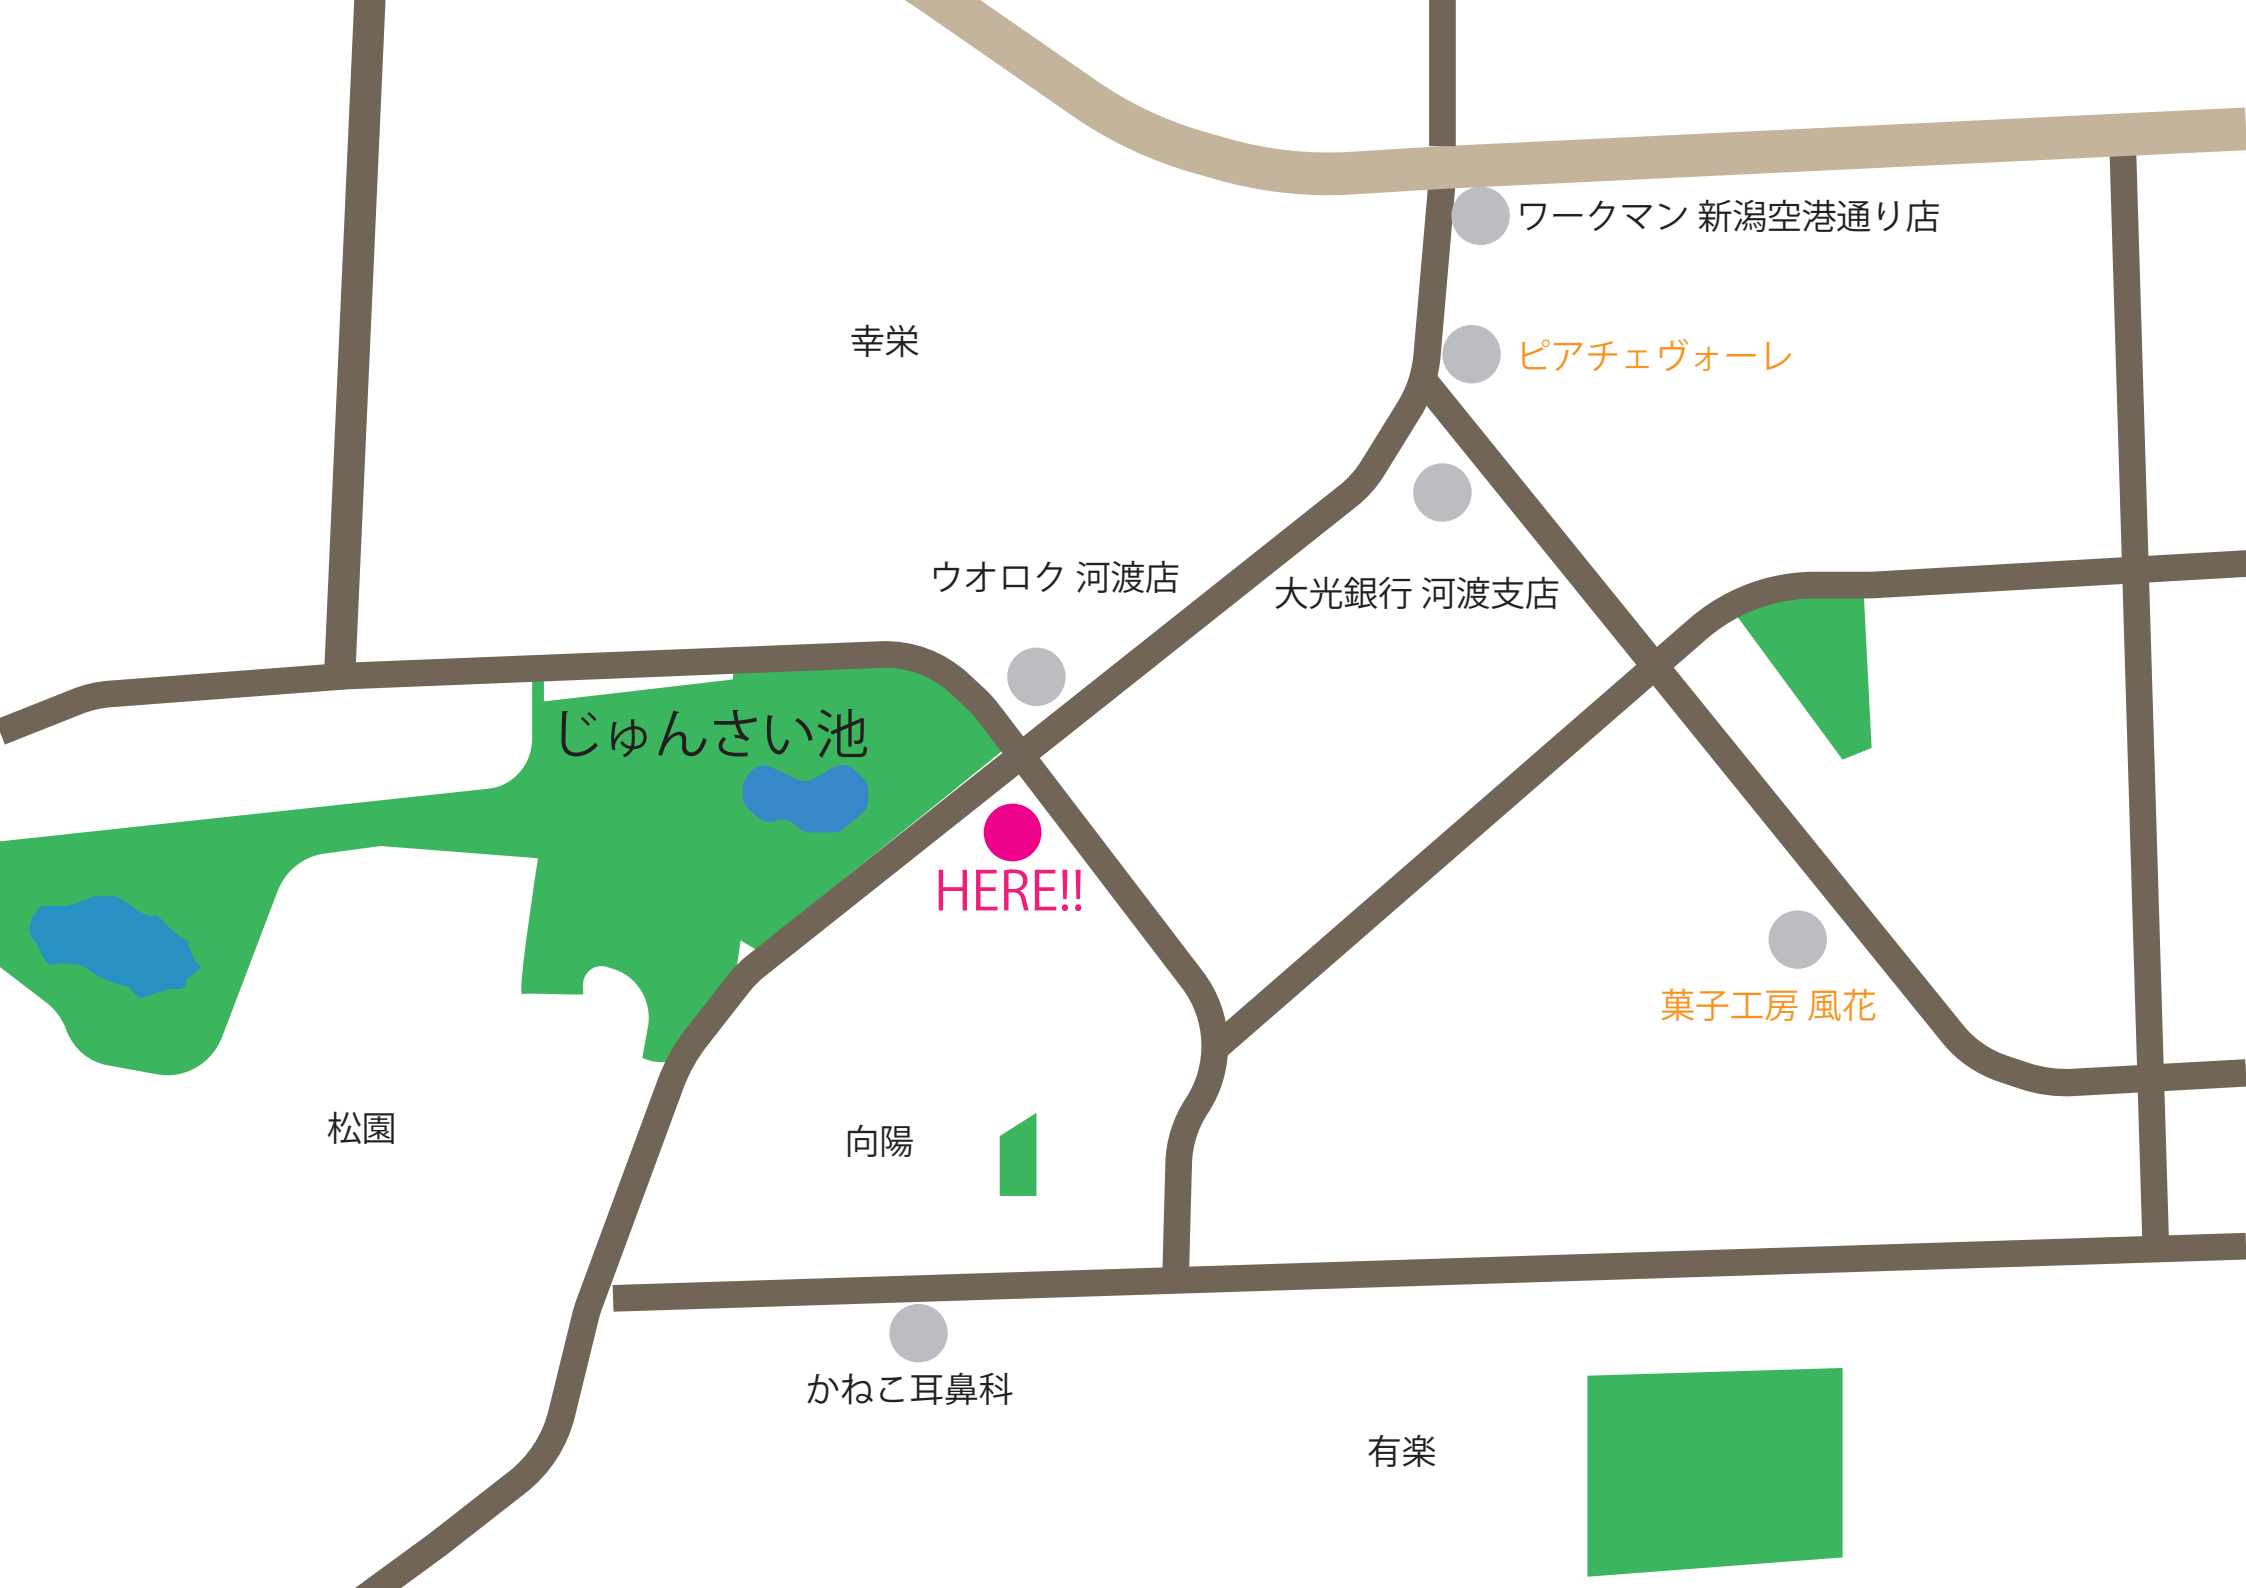 ワークマン 新潟空港通り店
幸栄
ピアチェヴォーレ
ウオロク 河渡店
大光銀行 河渡支店
じゅんさい池
HERE!!
菓子工房 風花
松園
向陽
かねこ耳鼻科
有楽